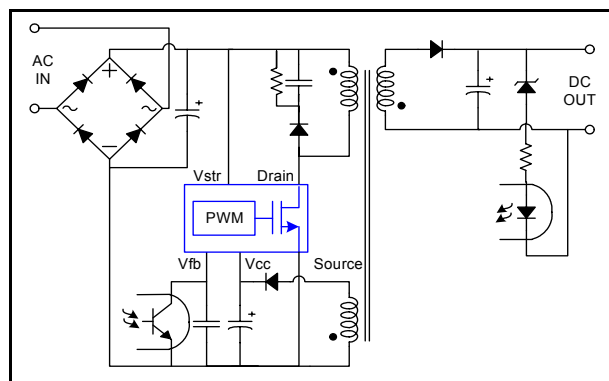 AC
IN
+
−
~
~
+
+
DC
OUT
Vstr
Drain
PWM
Vfb
Vcc
Source
+